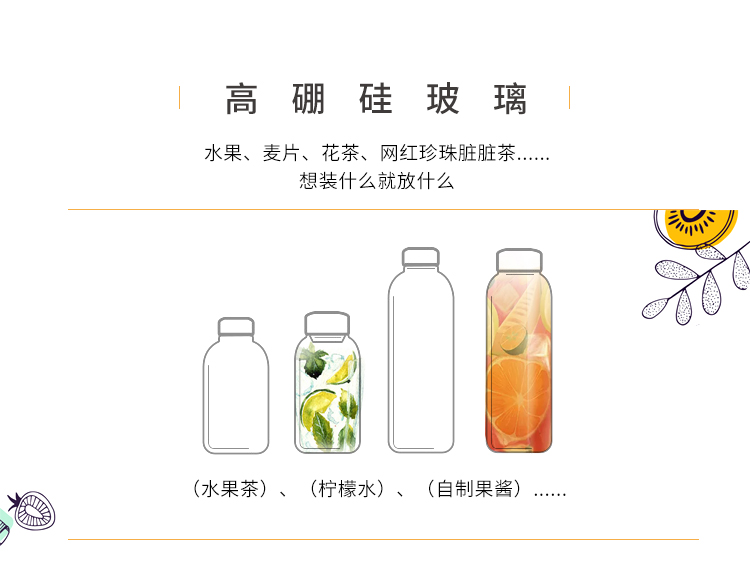 高硼硅玻璃
水果、麦片、花茶、网红珍珠脏脏茶......
想装什么就放什么
（水果茶）、（柠檬水）、（自制果酱）......